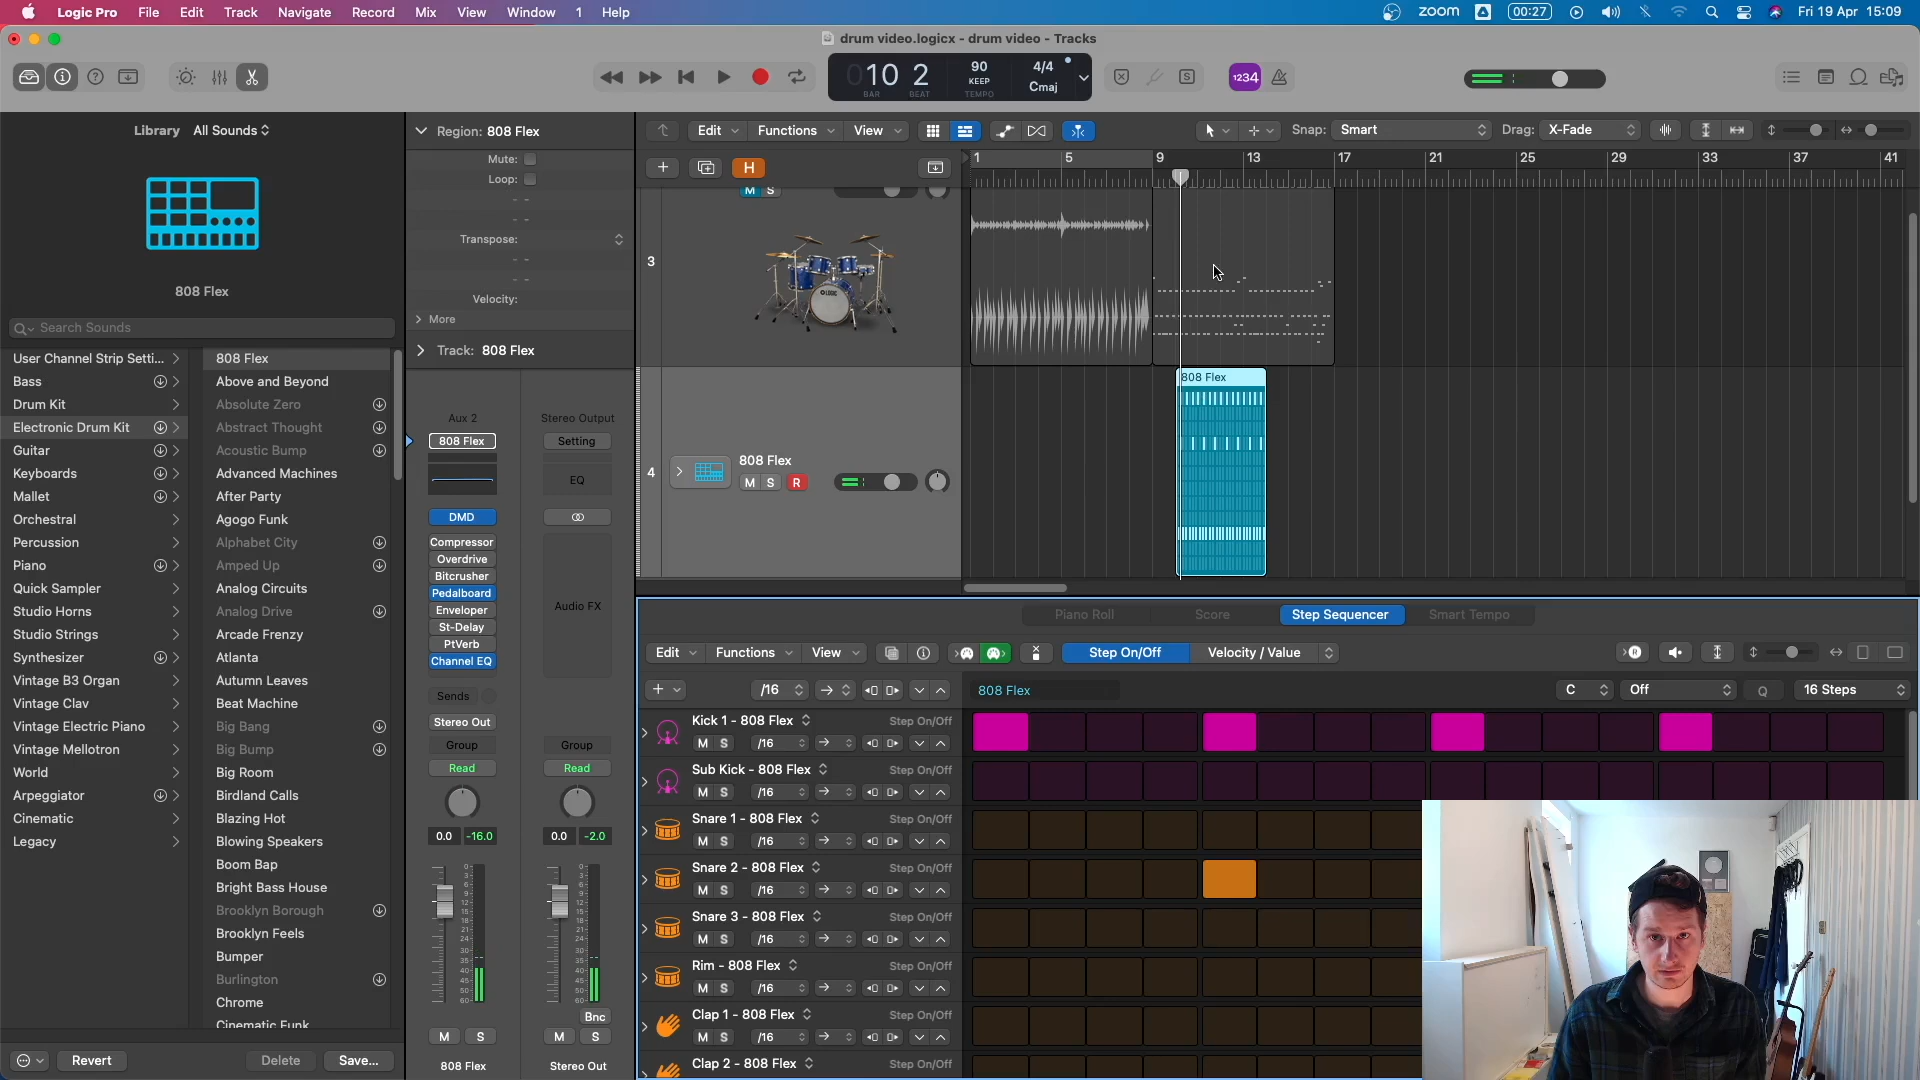 Logic Pro File Edit Track Navigate Record Mix View Window 1 Help
zoom 00:27 Fri 19 Apr 15:09
drum video.logicx - drum video - Tracks
010 2 90 4/4
KEEP Cmaj
BAR BEAT TEMPO
1234
Library All Sounds
808 Flex
Search Sounds
User Channel Strip Setti...
Bass
Drum Kit
Electronic Drum Kit
Guitar
Keyboards
Mallet
Orchestral
Percussion
Piano
Quick Sampler
Studio Horns
Studio Strings
Synthesizer
Vintage B3 Organ
Vintage Clav
Vintage Electric Piano
Vintage Mellotron
World
Arpeggiator
Cinematic
Legacy
808 Flex
Above and Beyond
Absolute Zero
Abstract Thought
Acoustic Bump
Advanced Machines
After Party
Agogo Funk
Alphabet City
Amped Up
Analog Circuits
Analog Drive
Arcade Frenzy
Atlanta
Autumn Leaves
Beat Machine
Big Bang
Big Bump
Big Room
Birdland Calls
Blazing Hot
Blowing Speakers
Boom Bap
Bright Bass House
Brooklyn Borough
Brooklyn Feels
Bumper
Burlington
Chrome
Cinematic Funk
Revert Delete Save...
Region: 808 Flex
Mute:
Loop:
Transpose:
Velocity:
More
Track: 808 Flex
Aux 2
808 Flex
DMD
Compressor
Overdrive
Bitcrusher
Pedalboard
Enveloper
St-Delay
PtVerb
Channel EQ
Sends
Stereo Out
Group
Read
0.0 -16.0
M S
808 Flex
Stereo Output
Setting
EQ
Audio FX
Group
Read
0.0 -2.0
Bnc
M S
Stereo Out
Edit Functions View Snap: Smart Drag: X-Fade
H
1 5 9 13 17 21 25 29 33 37 41
M S
3
LOGIC
4
808 Flex
M S R
808 Flex
Piano Roll Score Step Sequencer Smart Tempo
Edit Functions View Step On/Off Velocity / Value
/16 808 Flex C Off Q 16 Steps
Kick 1 - 808 Flex Step On/Off
M S /16
Sub Kick - 808 Flex Step On/Off
M S /16
Snare 1 - 808 Flex Step On/Off
M S /16
Snare 2 - 808 Flex Step On/Off
M S /16
Snare 3 - 808 Flex Step On/Off
M S /16
Rim - 808 Flex Step On/Off
M S /16
Clap 1 - 808 Flex Step On/Off
M S /16
Clap 2 - 808 Flex Step On/Off